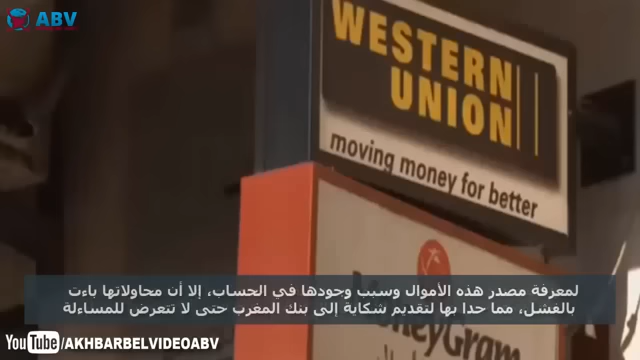 ABV
WESTERN
UNION
moving money for better
MoneyGram
لمعرفة مصدر هذه الأموال وسبب وجودها في الحساب، إلا أن محاولاتها باءت
بالفشل، مما حدا بها لتقديم شكاية إلى بنك المغرب حتى لا تتعرض للمساءلة
YouTube/AKHBARBELVIDEOABV